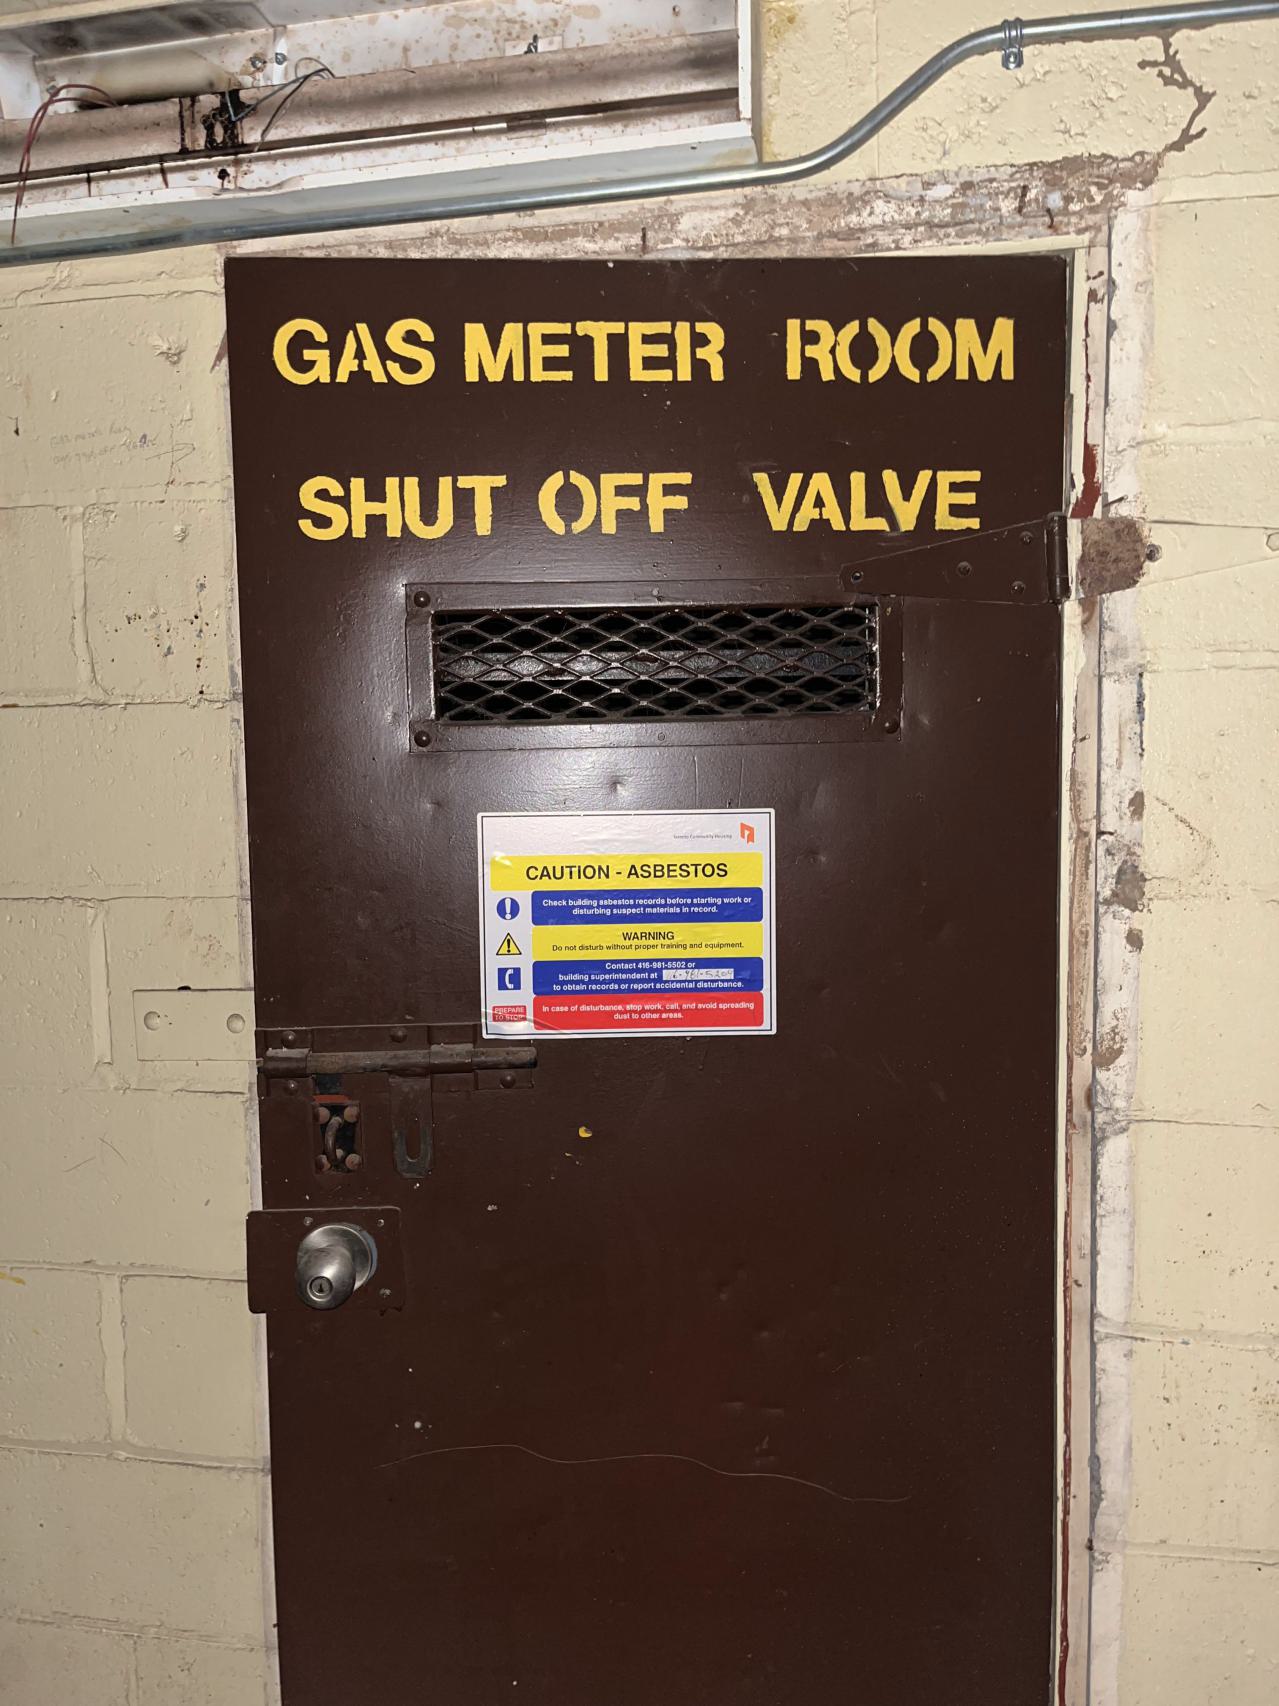 GAS METER ROOM
SHUT OFF VALVE
Toronto Community Housing
CAUTION - ASBESTOS
Check building asbestos records before starting work or
disturbing suspect materials in record.
WARNING
Do not disturb without proper training and equipment.
Contact 416-981-5502 or
building superintendent at
to obtain records or report accidental disturbance.
PREPARE
TO STOP
In case of disturbance, stop work, call, and avoid spreading
dust to other areas.